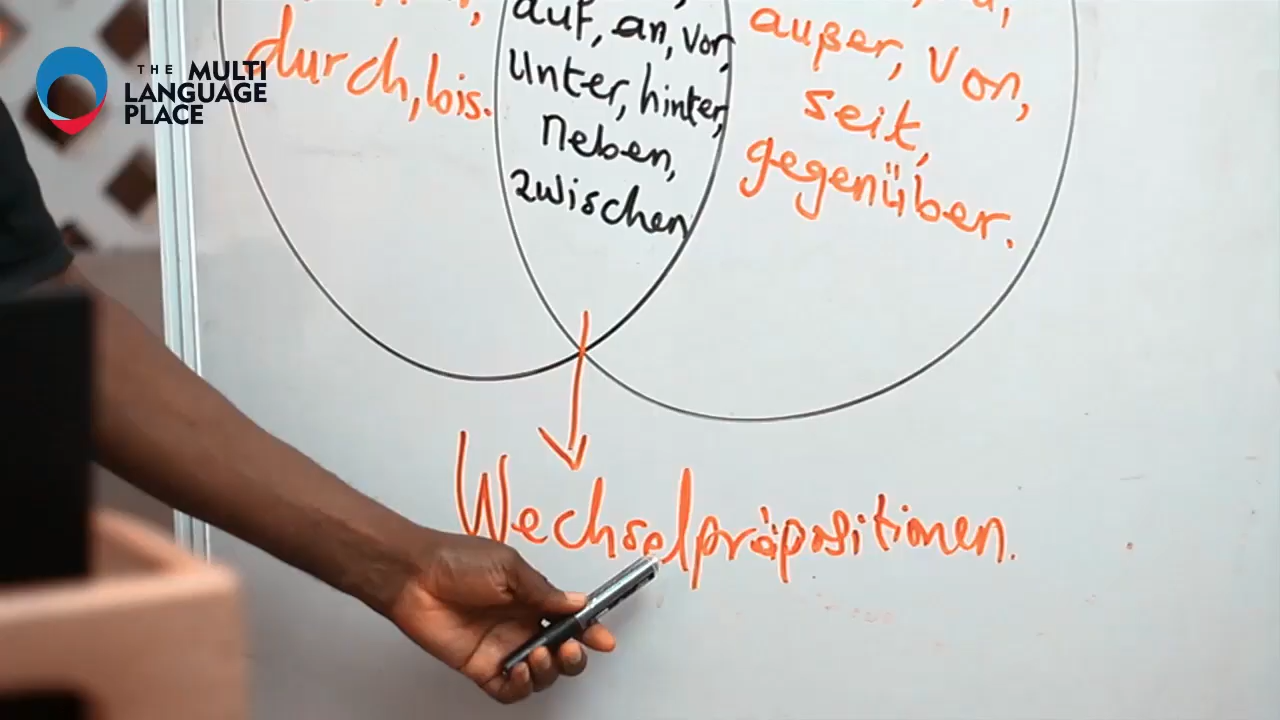 THE MULTI
LANGUAGE
PLACE
durch, bis.
auf, an, vor,
Unter, hinter,
Neben,
zwischen
außer, Von,
seit,
gegenüber.
Wechselpräpositionen.